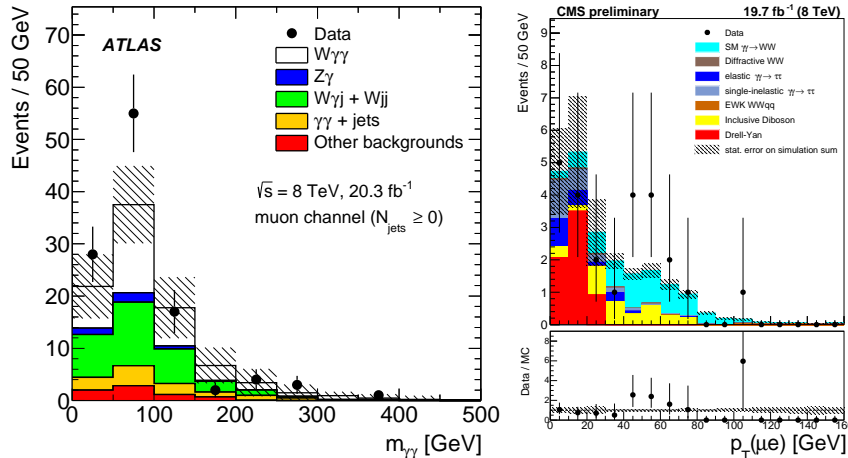 ATLAS
Data
Wγγ
Zγ
Wγj + Wjj
γγ + jets
Other backgrounds
√s = 8 TeV, 20.3 fb⁻¹
muon channel (N_jets ≥ 0)
Events / 50 GeV
70
60
50
40
30
20
10
0
0 100 200 300 400 500
m_γγ [GeV]
CMS preliminary 19.7 fb⁻¹ (8 TeV)
Data
SM γγ→WW
Diffractive WW
elastic γγ→ττ
single-inelastic γγ→ττ
EWK WWqq
Inclusive Diboson
Drell-Yan
stat. error on simulation sum
Events / 50 GeV
9
8
7
6
5
4
3
2
1
0
Data / MC
8
6
4
2
0
0 20 40 60 80 100 120 140 160
p_T(μe) [GeV]